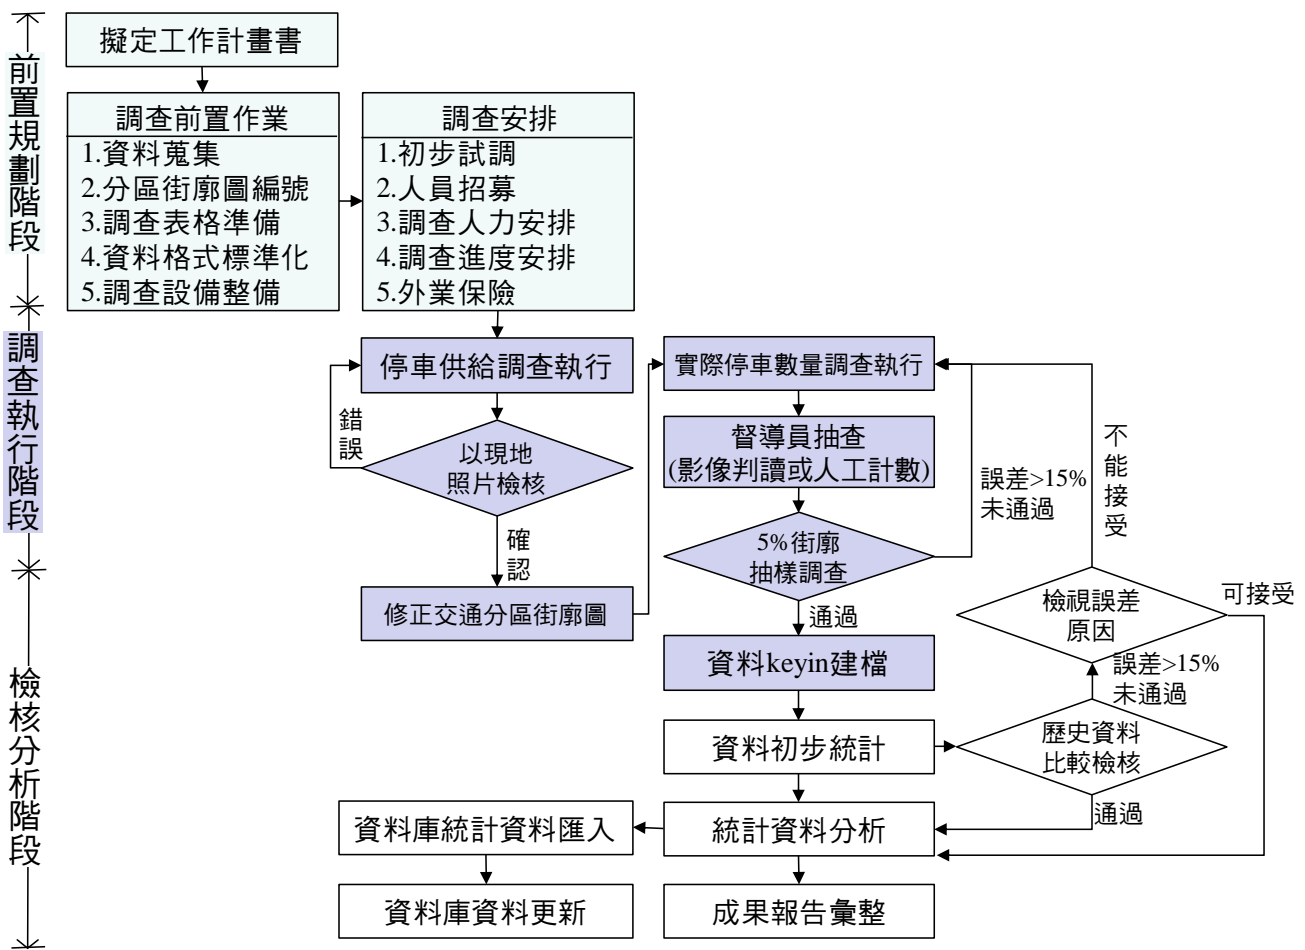 前置規劃階段
擬定工作計畫書
調查前置作業
1.資料蒐集
2.分區街廓圖編號
3.調查表格準備
4.資料格式標準化
5.調查設備整備
調查安排
1.初步試調
2.人員招募
3.調查人力安排
4.調查進度安排
5.外業保險
調查執行階段
停車供給調查執行
錯誤
以現地
照片檢核
確認
修正交通分區街廓圖
實際停車數量調查執行
督導員抽查
(影像判讀或人工計數)
誤差>15%
未通過
不能接受
5%街廓
抽樣調查
通過
資料keyin建檔
檢核分析階段
檢視誤差
原因
可接受
誤差>15%
未通過
資料初步統計
歷史資料
比較檢核
通過
統計資料分析
資料庫統計資料匯入
資料庫資料更新
成果報告彙整